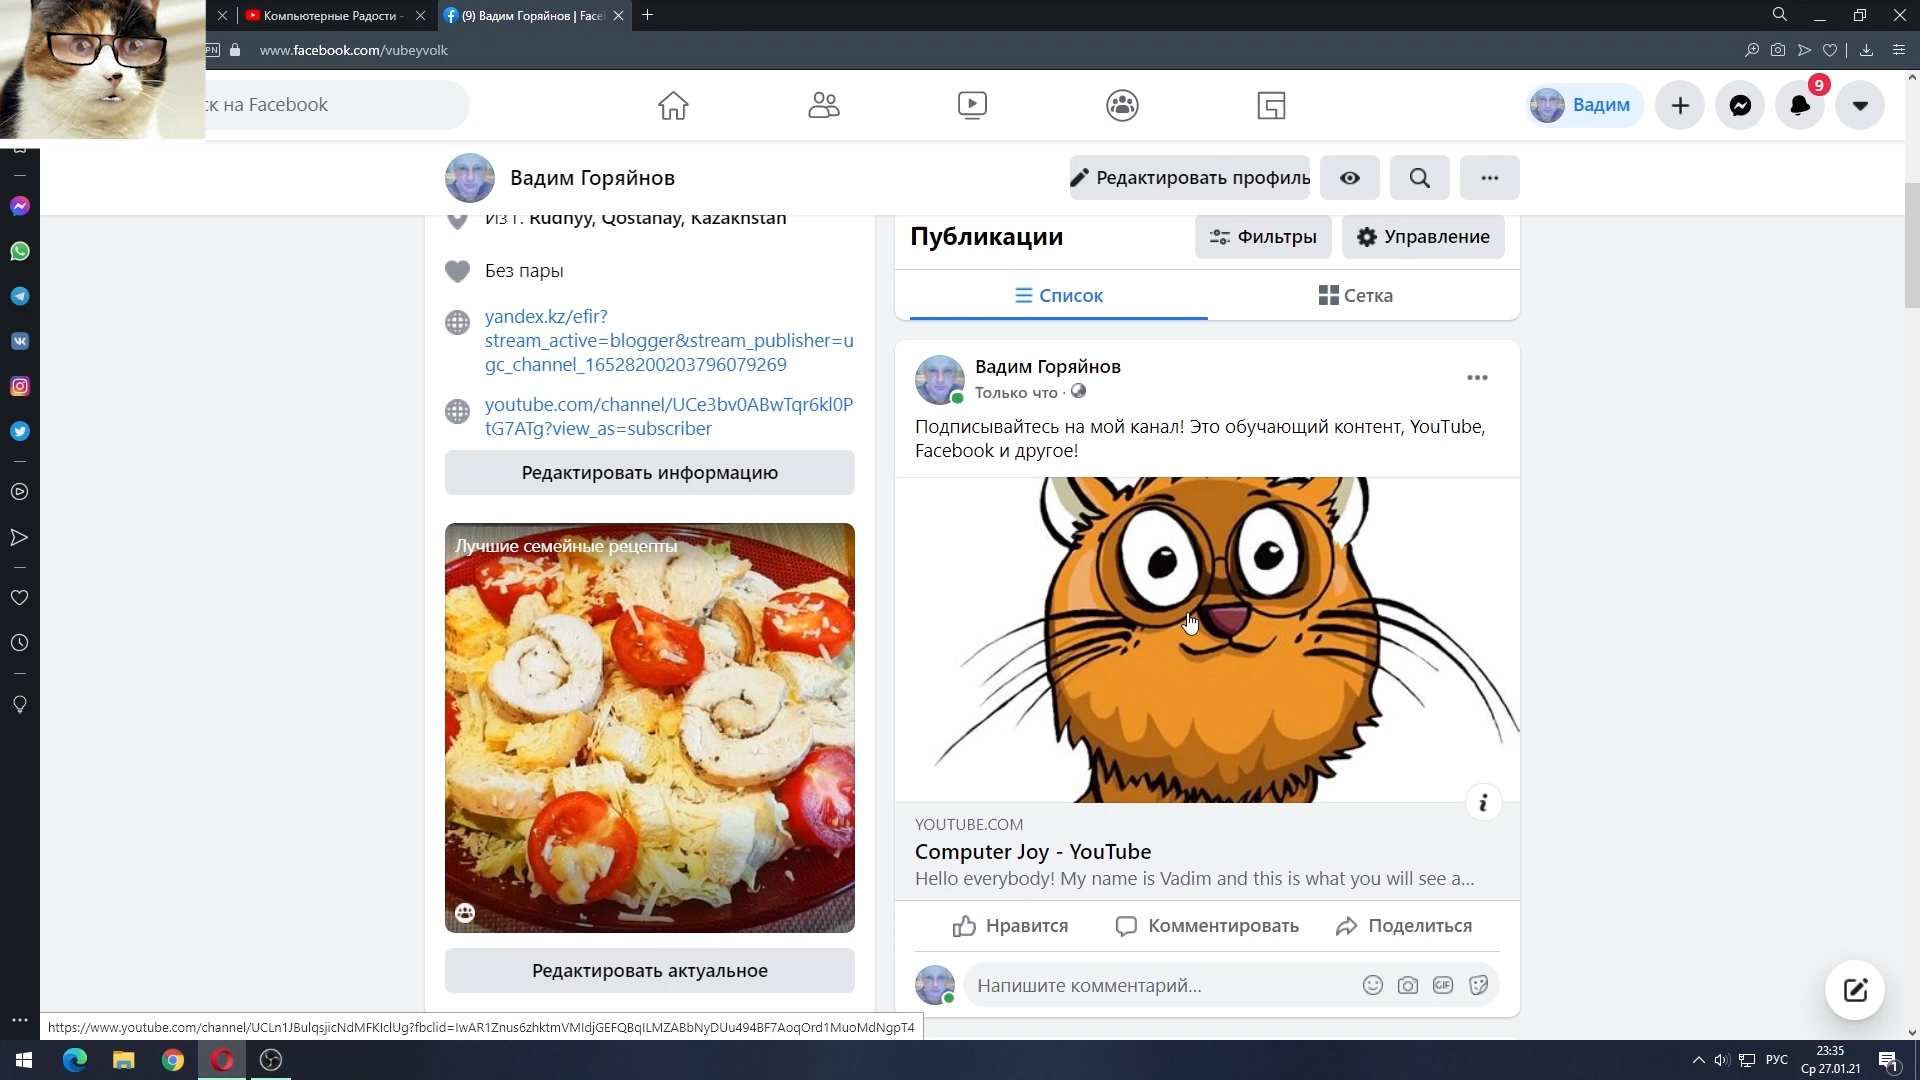 Компьютерные Радости -
(9) Вадим Горяйнов | Face
PN
www.facebook.com/vubeyvolk
ск на Facebook
Вадим
9
Вадим Горяйнов
Редактировать профиль
Из г. Rudnyy, Qostanay, Kazakhstan
Без пары
yandex.kz/efir?
stream_active=blogger&stream_publisher=u
gc_channel_16528200203796079269
youtube.com/channel/UCe3bv0ABwTqr6kl0P
tG7ATg?view_as=subscriber
Редактировать информацию
Лучшие семейные рецепты
Редактировать актуальное
Публикации
Фильтры
Управление
Список
Сетка
Вадим Горяйнов
Только что ·
Подписывайтесь на мой канал! Это обучающий контент, YouTube,
Facebook и другое!
YOUTUBE.COM
Computer Joy - YouTube
Hello everybody! My name is Vadim and this is what you will see a...
Нравится
Комментировать
Поделиться
Напишите комментарий...
GIF
https://www.youtube.com/channel/UCLn1JBulqsjicNdMFKIclUg?fbclid=IwAR1Znus6zhktmVMIdjGEFQBqILMZABbNyDUu494BF7AoqOrd1MuoMdNgpT4
РУС
23:35
Ср 27.01.21
1